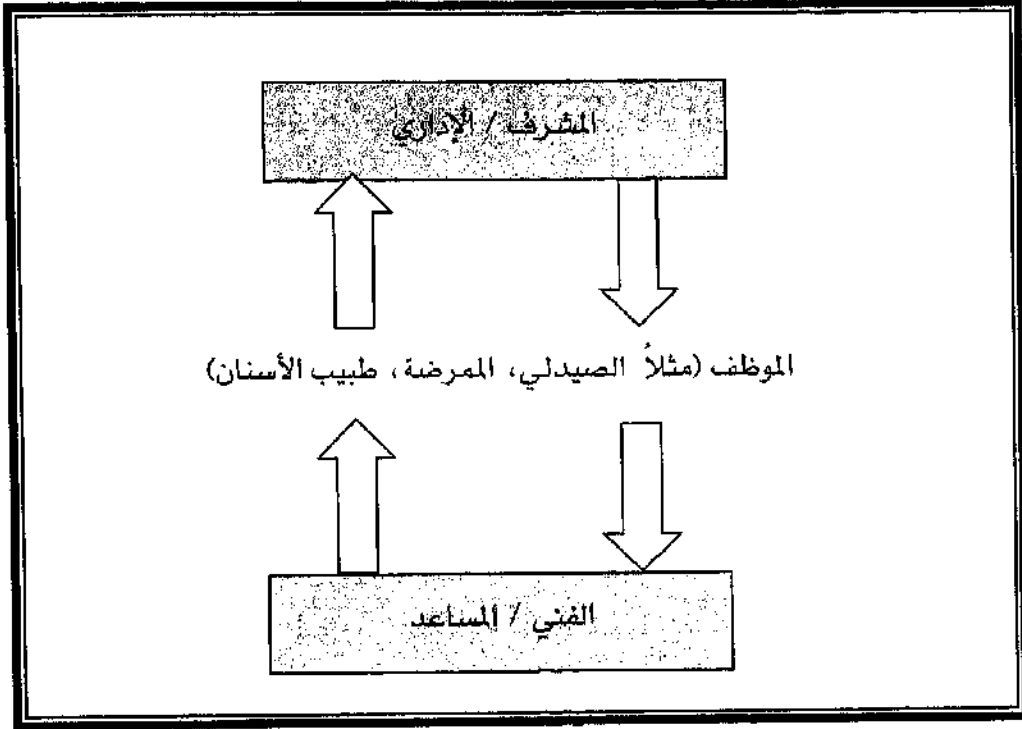 المشرف / الإداري
الموظف (مثلاً الصيدلي، الممرضة، طبيب الأسنان)
الفني / المساعد